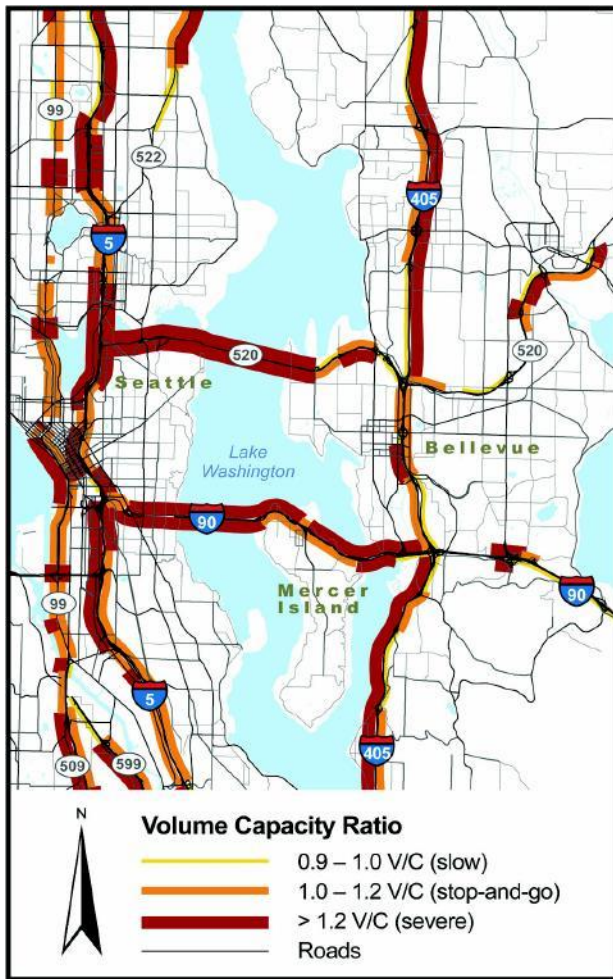 99
522
405
5
520
520
Seattle
Bellevue
Lake
Washington
90
Mercer
Island
90
99
5
405
509
599
N
Volume Capacity Ratio
0.9 – 1.0 V/C (slow)
1.0 – 1.2 V/C (stop-and-go)
> 1.2 V/C (severe)
Roads